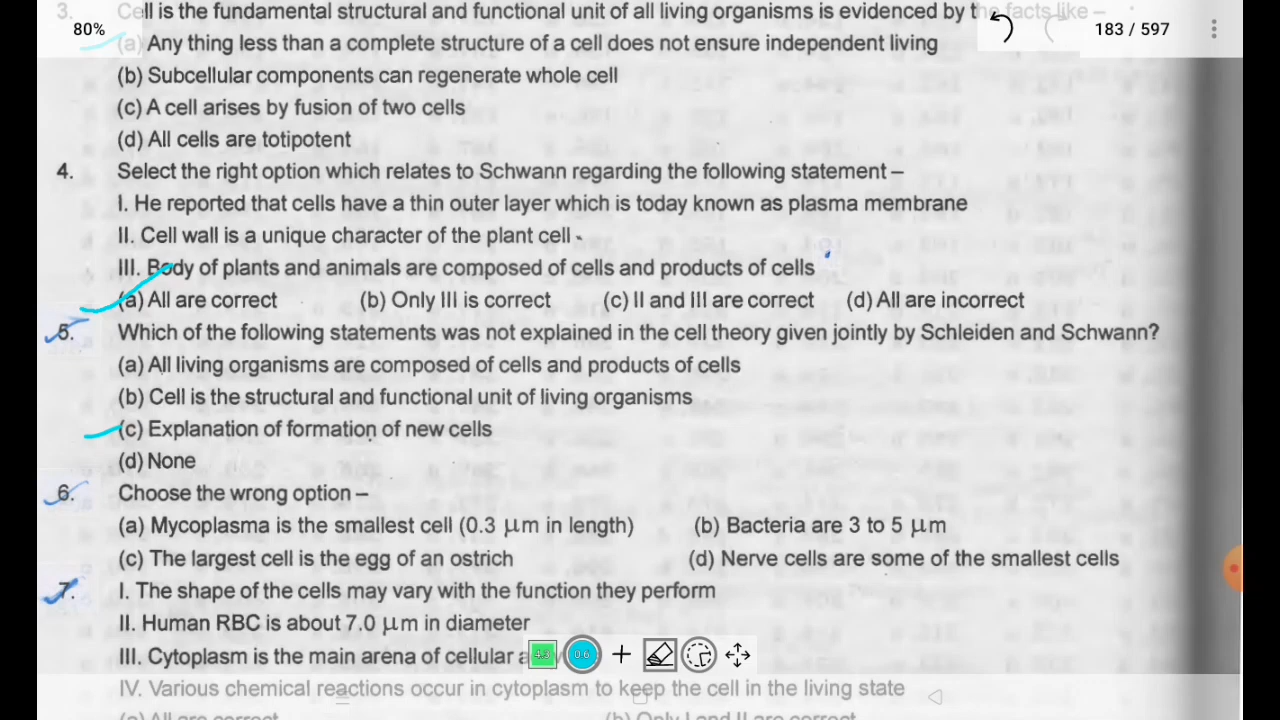 80%
183 / 597
3. Cell is the fundamental structural and functional unit of all living organisms is evidenced by the facts like –
(a) Any thing less than a complete structure of a cell does not ensure independent living
(b) Subcellular components can regenerate whole cell
(c) A cell arises by fusion of two cells
(d) All cells are totipotent
4. Select the right option which relates to Schwann regarding the following statement –
I. He reported that cells have a thin outer layer which is today known as plasma membrane
II. Cell wall is a unique character of the plant cell
III. Body of plants and animals are composed of cells and products of cells
(a) All are correct (b) Only III is correct (c) II and III are correct (d) All are incorrect
5. Which of the following statements was not explained in the cell theory given jointly by Schleiden and Schwann?
(a) All living organisms are composed of cells and products of cells
(b) Cell is the structural and functional unit of living organisms
(c) Explanation of formation of new cells
(d) None
6. Choose the wrong option –
(a) Mycoplasma is the smallest cell (0.3 μm in length) (b) Bacteria are 3 to 5 μm
(c) The largest cell is the egg of an ostrich (d) Nerve cells are some of the smallest cells
7. I. The shape of the cells may vary with the function they perform
II. Human RBC is about 7.0 μm in diameter
III. Cytoplasm is the main arena of cellular
4.3 0.6
IV. Various chemical reactions occur in cytoplasm to keep the cell in the living state
(a) All are correct (b) Only I and II are correct